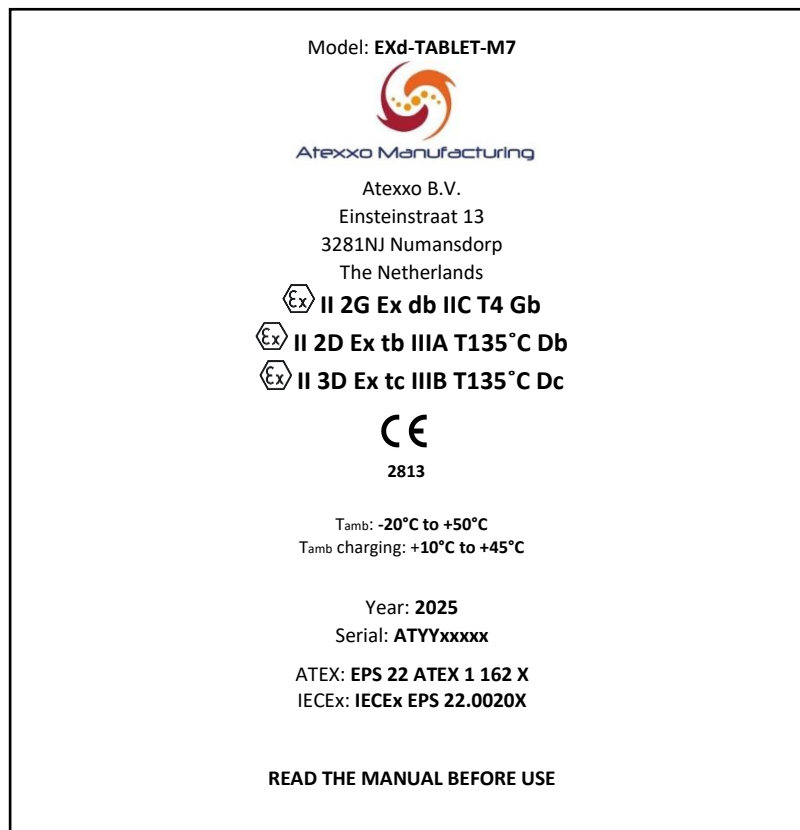 Model: EXd-TABLET-M7
Atexxo Manufacturing
Atexxo B.V.
Einsteinstraat 13
3281NJ Numansdorp
The Netherlands
Ex II 2G Ex db IIC T4 Gb
Ex II 2D Ex tb IIIA T135˚C Db
Ex II 3D Ex tc IIIB T135˚C Dc
CE
2813
Tamb: -20°C to +50°C
Tamb charging: +10°C to +45°C
Year: 2025
Serial: ATYYxxxxx
ATEX: EPS 22 ATEX 1 162 X
IECEx: IECEx EPS 22.0020X
READ THE MANUAL BEFORE USE